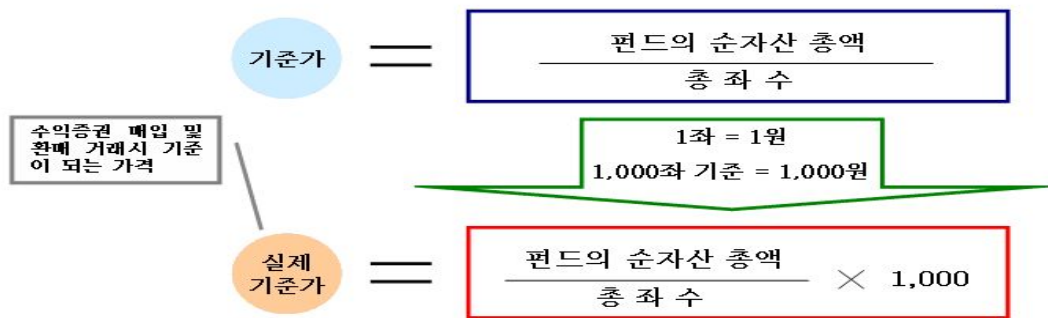 기준가
펀드의 순자산 총액
총 좌 수
수익증권 매입 및
환매 거래시 기준
이 되는 가격
1좌 = 1원
1,000좌 기준 = 1,000원
실제
기준가
펀드의 순자산 총액
총 좌 수
× 1,000